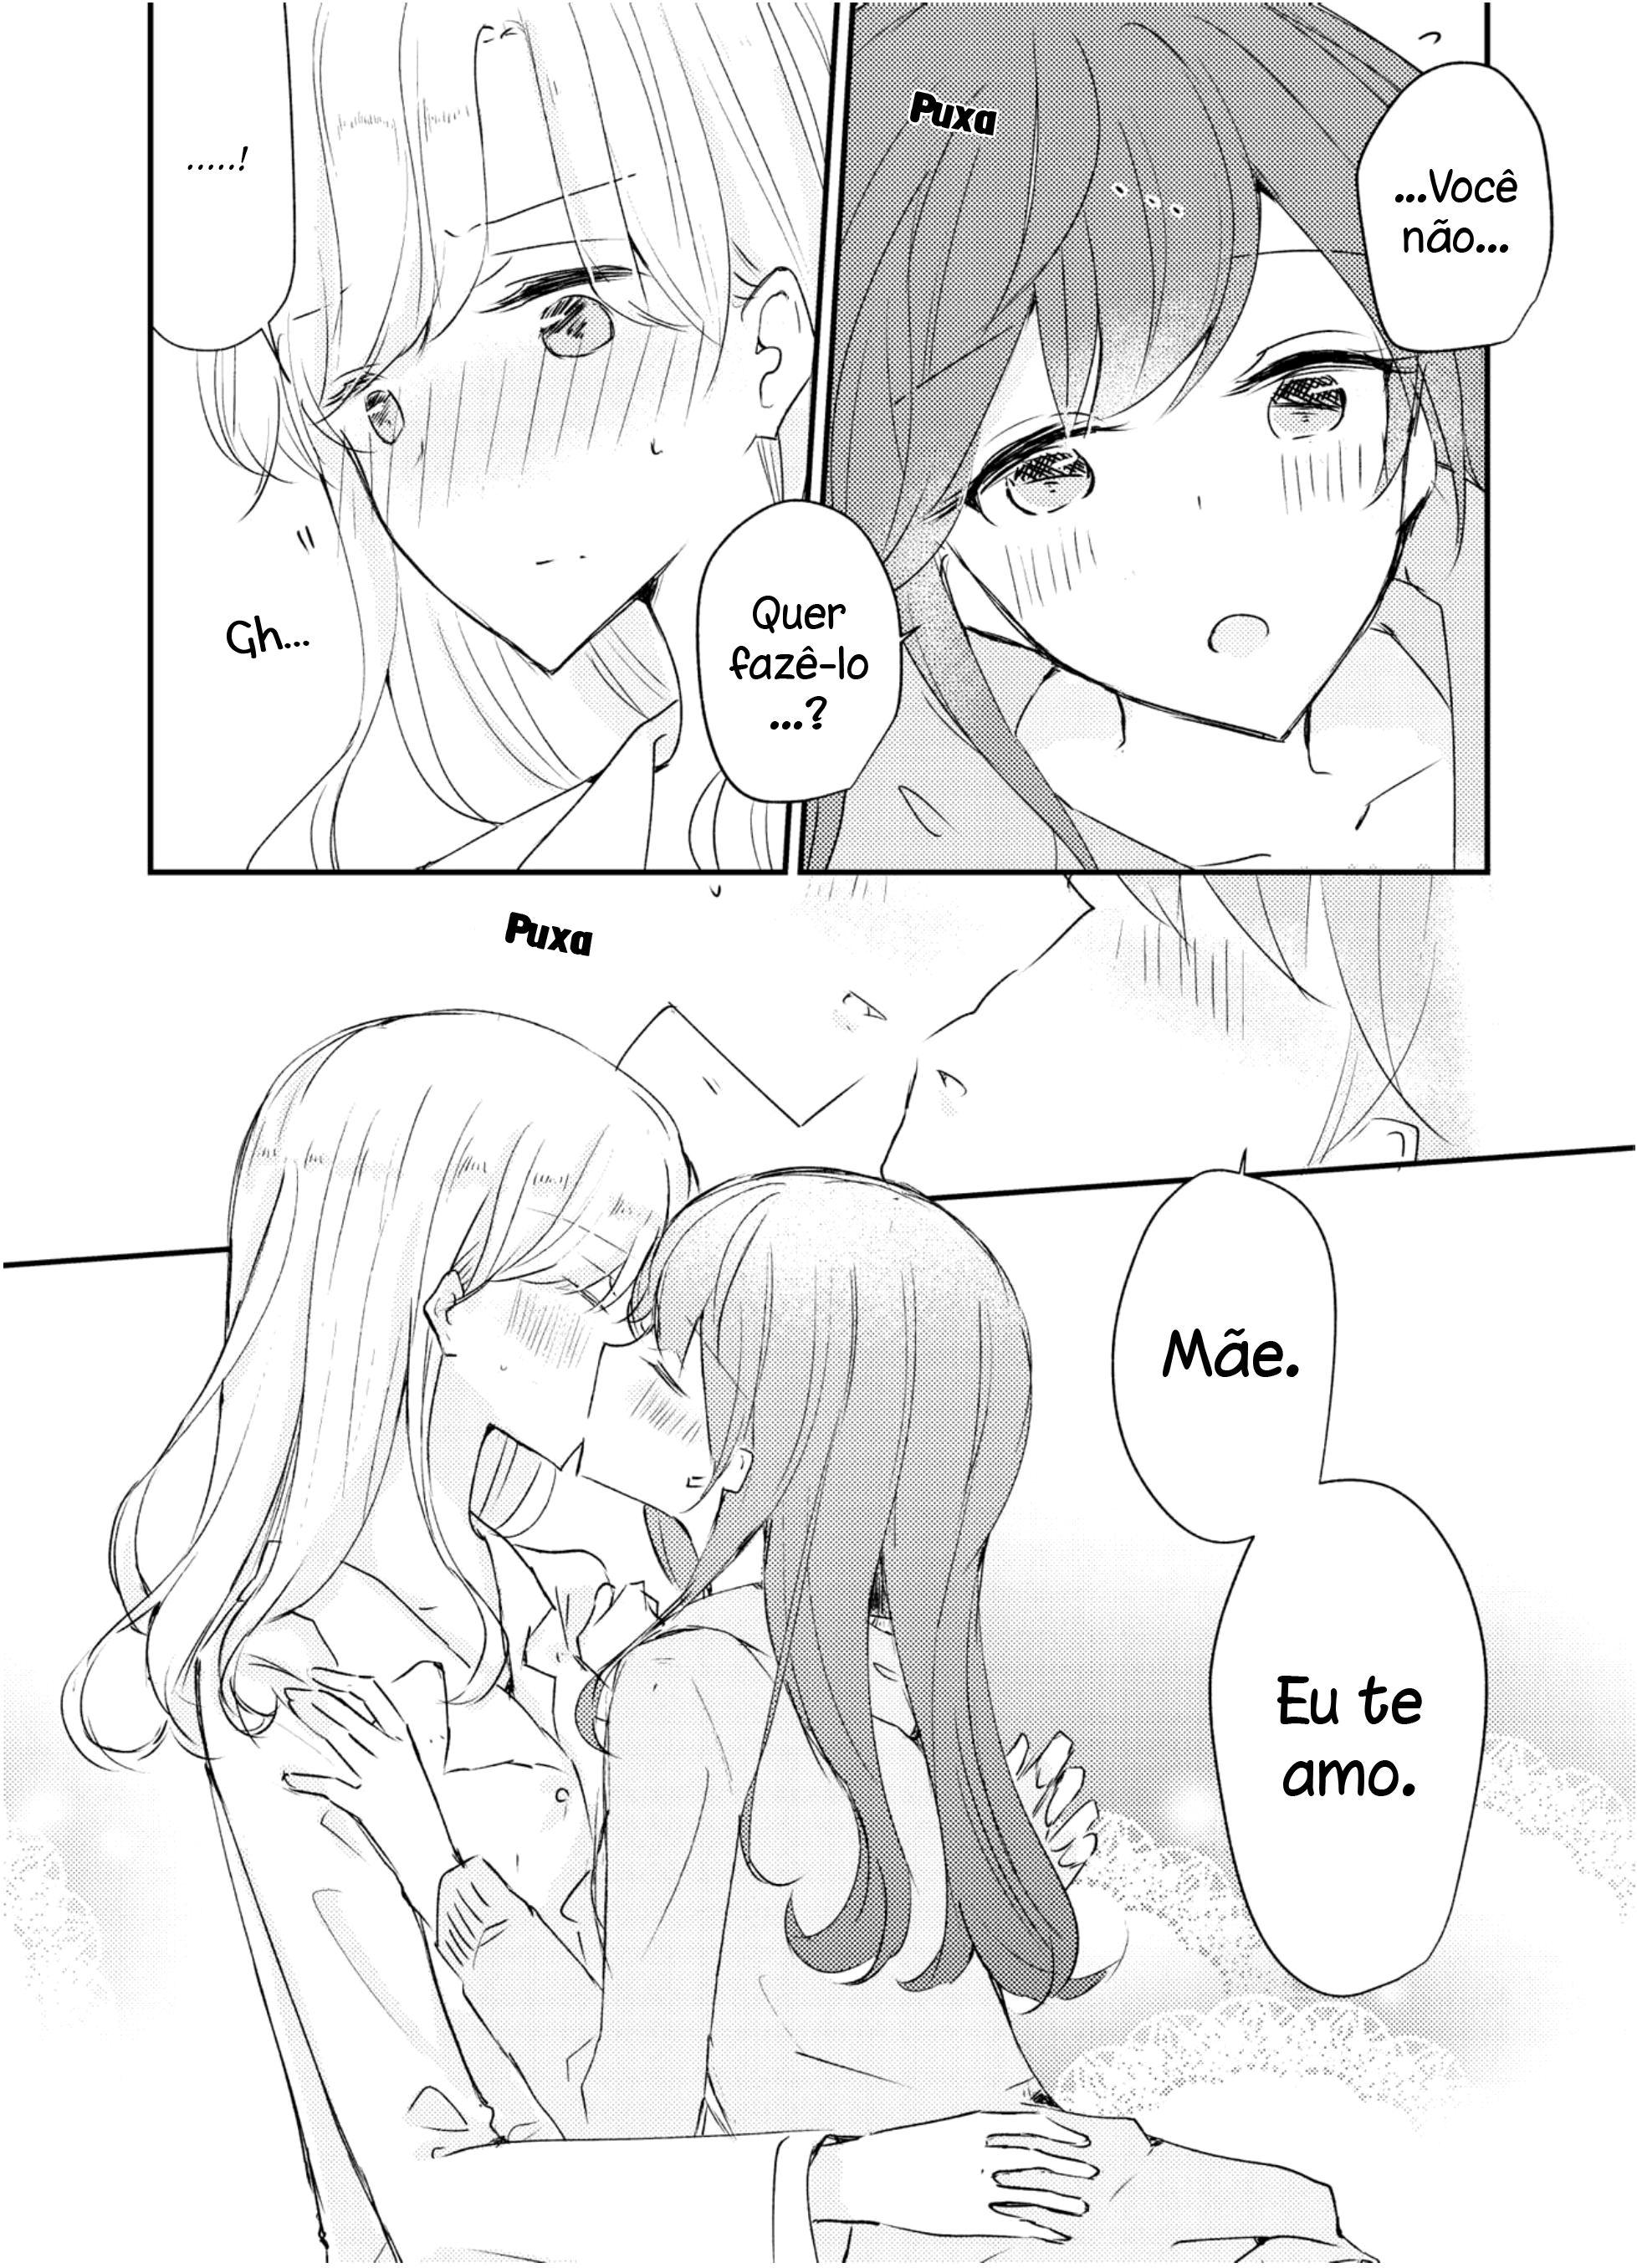 Puxa
...Você
não...
Quer
fazê-lo
...?
.....!
Gh...
Puxa
Mãe.
Eu te
amo.